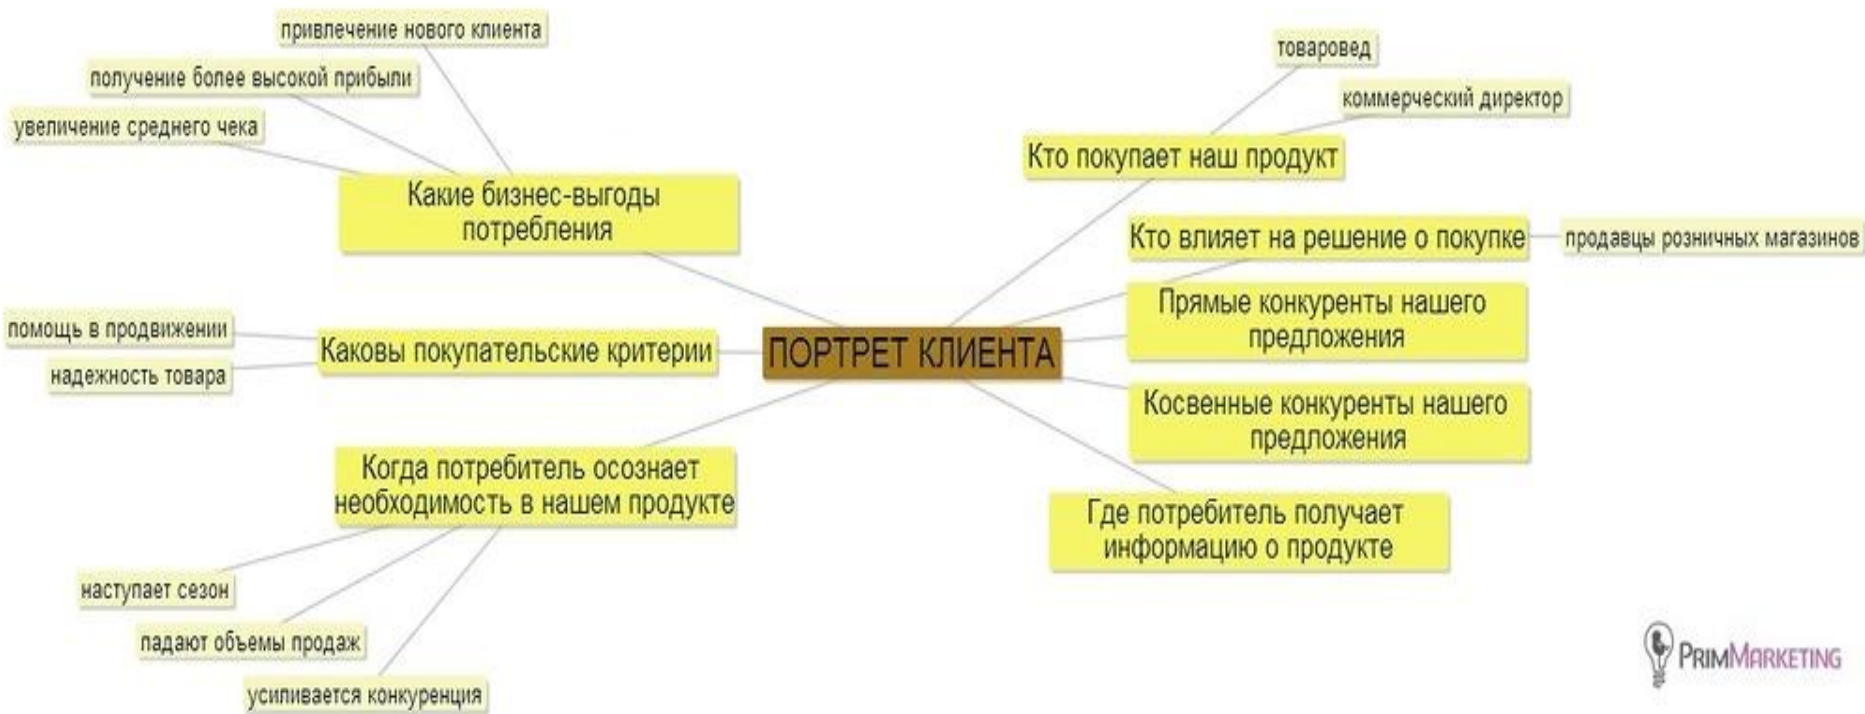 привлечение нового клиента
получение более высокой прибыли
увеличение среднего чека
Какие бизнес-выгоды
потребления
помощь в продвижении
надежность товара
Каковы покупательские критерии
Когда потребитель осознает
необходимость в нашем продукте
наступает сезон
падают объемы продаж
усиливается конкуренция
ПОРТРЕТ КЛИЕНТА
товаровед
коммерческий директор
Кто покупает наш продукт
Кто влияет на решение о покупке
продавцы розничных магазинов
Прямые конкуренты нашего
предложения
Косвенные конкуренты нашего
предложения
Где потребитель получает
информацию о продукте
PRIMMARKETING